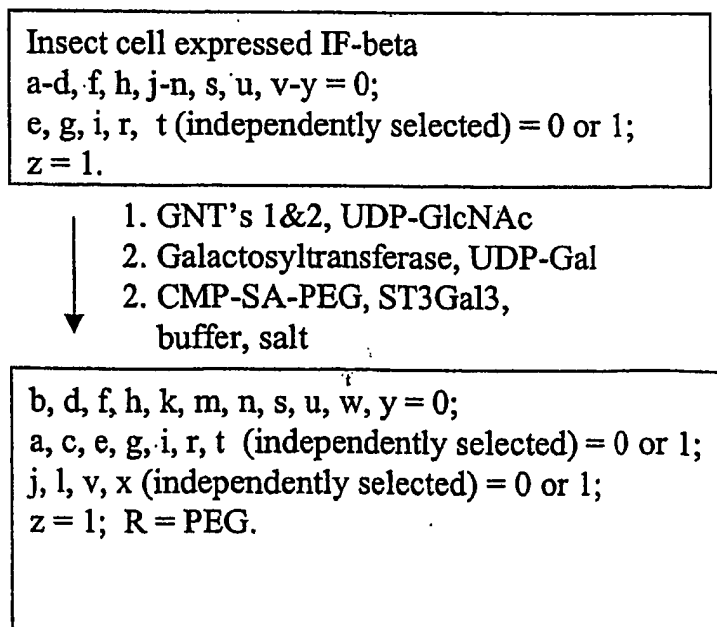 Insect cell expressed IF-beta
a-d, f, h, j-n, s, u, v-y = 0;
e, g, i, r, t (independently selected) = 0 or 1;
z = 1.
1. GNT's 1&2, UDP-GlcNAc
2. Galactosyltransferase, UDP-Gal
2. CMP-SA-PEG, ST3Gal3,
buffer, salt
b, d, f, h, k, m, n, s, u, w, y = 0;
a, c, e, g, i, r, t (independently selected) = 0 or 1;
j, l, v, x (independently selected) = 0 or 1;
z = 1; R = PEG.